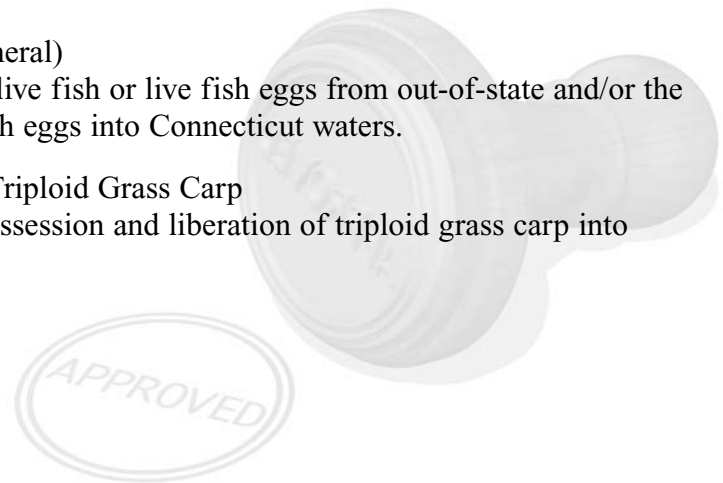 neral)
live fish or live fish eggs from out-of-state and/or the
h eggs into Connecticut waters.
Triploid Grass Carp
ssession and liberation of triploid grass carp into
APPROVED